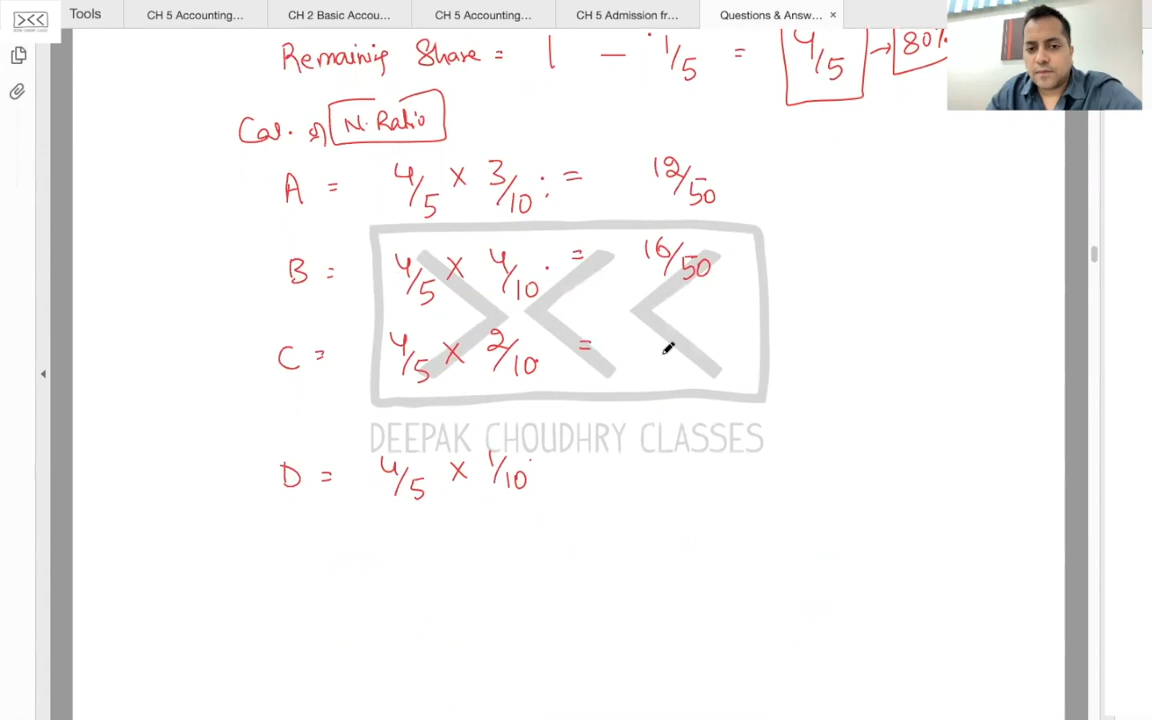 Tools CH 5 Accounting... CH 2 Basic Accou... CH 5 Accounting... CH 5 Admission fr... Questions & Answ... ×
Remaining Share = 1 - 1/5 = 4/5 → 80%
Cal. of N. Ratio
A = 4/5 × 3/10 = 12/50
B = 4/5 × 4/10 = 16/50
C = 4/5 × 2/10 =
DEEPAK CHOUDHRY CLASSES
D = 4/5 × 1/10